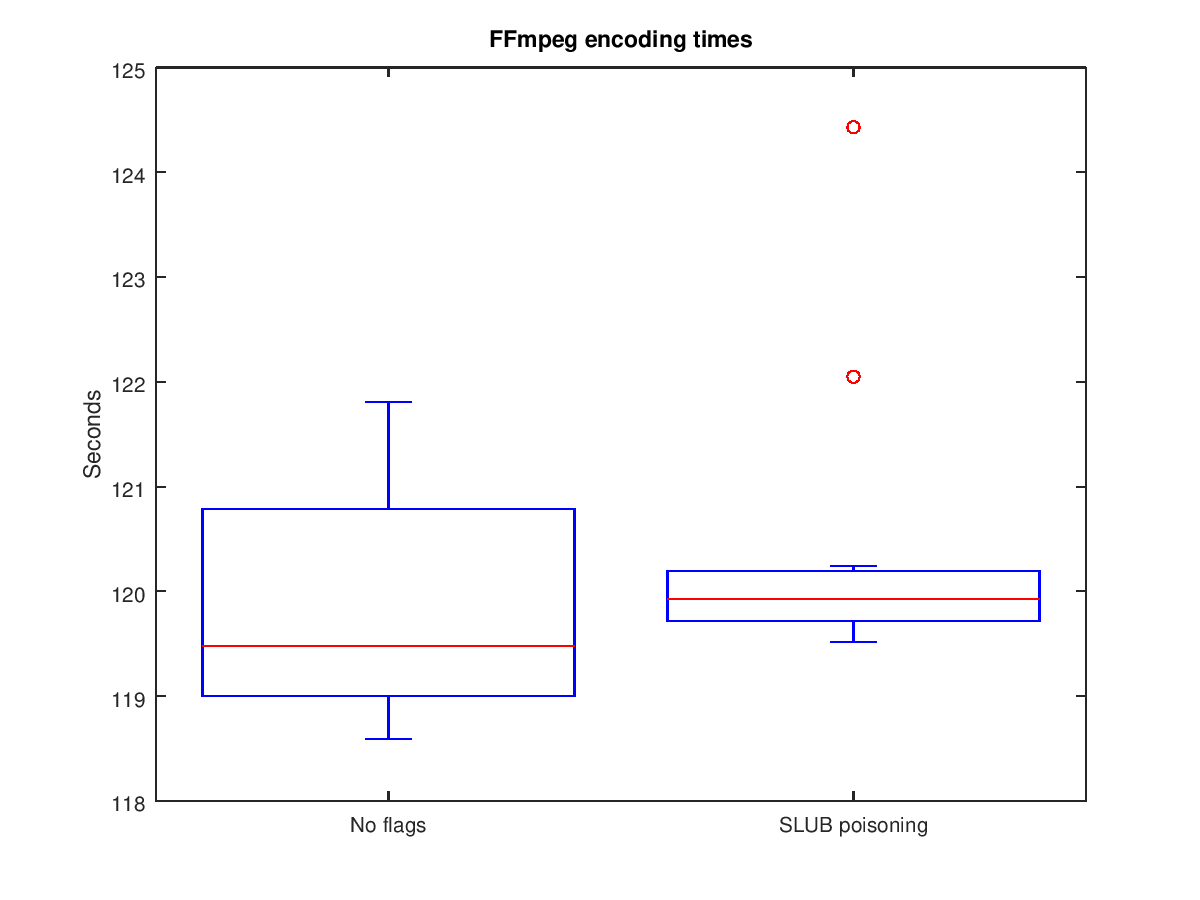 FFmpeg encoding times
125
124
123
122
121
120
119
118
Seconds
No flags
SLUB poisoning